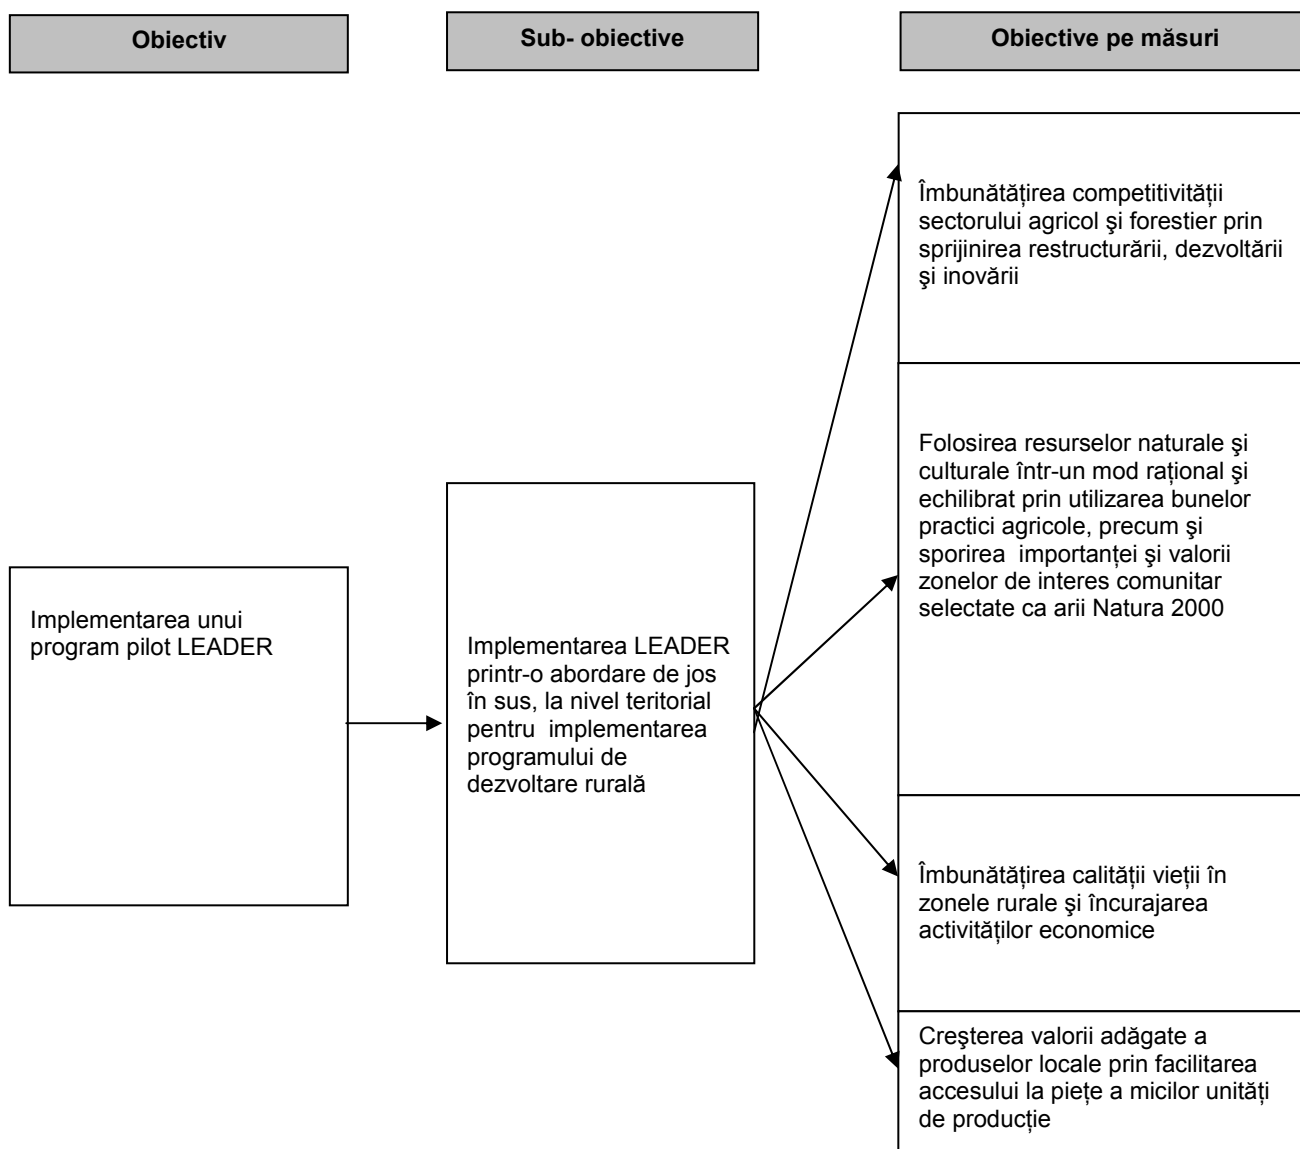 Obiectiv
Sub- obiective
Obiective pe măsuri
Implementarea unui
program pilot LEADER
Implementarea LEADER
printr-o abordare de jos
în sus, la nivel teritorial
pentru  implementarea
programului de
dezvoltare rurală
Îmbunătățirea competitivității
sectorului agricol şi forestier prin
sprijinirea restructurării, dezvoltării
şi inovării
Folosirea resurselor naturale şi
culturale într-un mod rațional şi
echilibrat prin utilizarea bunelor
practici agricole, precum şi
sporirea  importanței şi valorii
zonelor de interes comunitar
selectate ca arii Natura 2000
Îmbunătățirea calității vieții în
zonele rurale şi încurajarea
activităților economice
Creşterea valorii adăgate a
produselor locale prin facilitarea
accesului la piețe a micilor unități
de producție